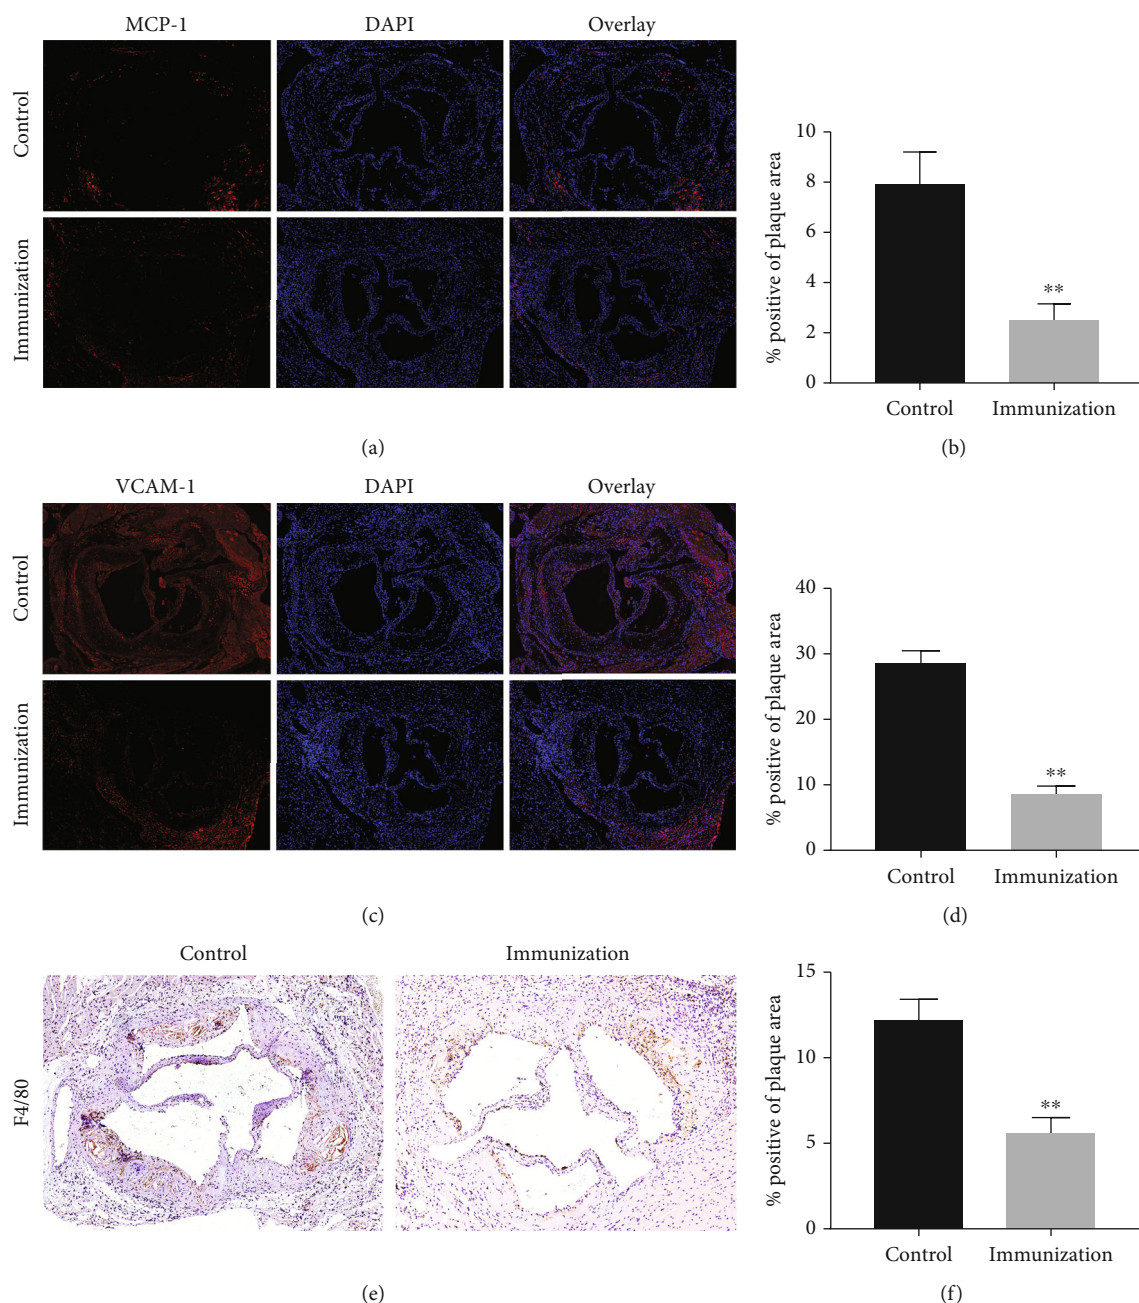 MCP-1 DAPI Overlay
Control
Immunization
(a)
% positive of plaque area
10
8
6
4
2
0
**
Control Immunization
(b)
VCAM-1 DAPI Overlay
Control
Immunization
(c)
% positive of plaque area
40
30
20
10
0
**
Control Immunization
(d)
Control Immunization
F4/80
(e)
% positive of plaque area
15
10
5
0
**
Control Immunization
(f)